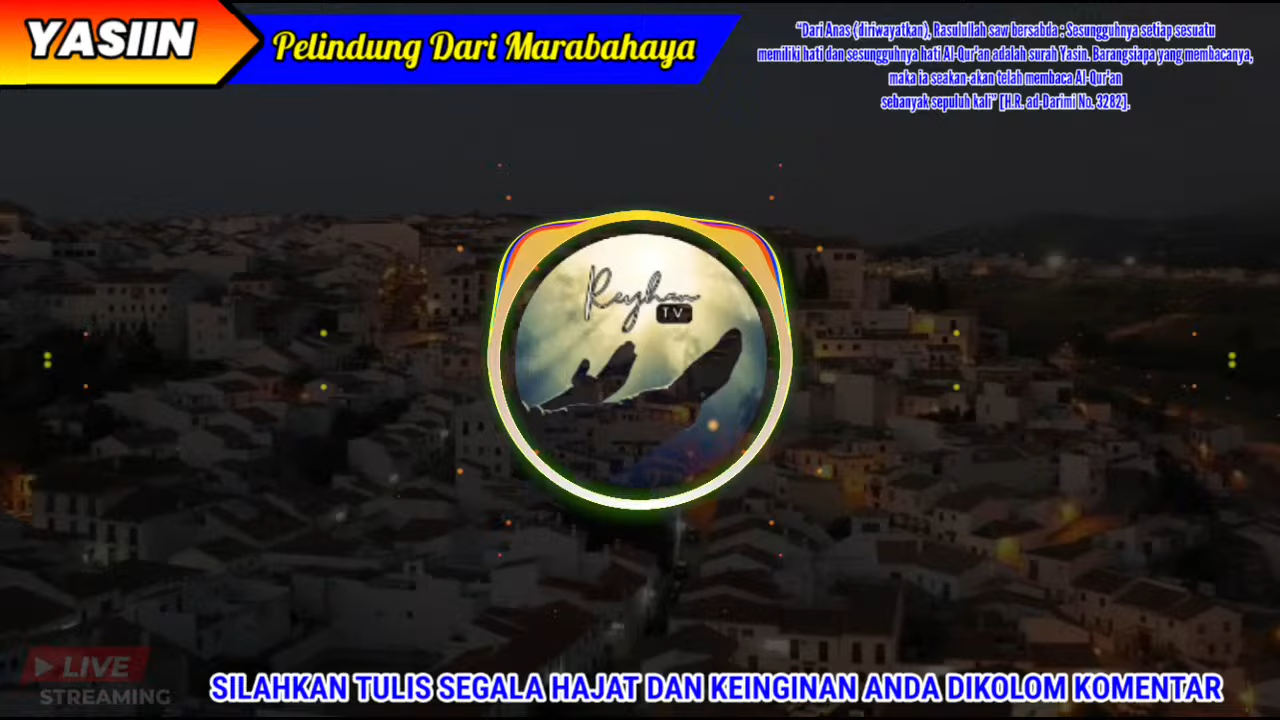 YASIIN
Pelindung Dari Marabahaya
"Dari Anas (diriwayatkan), Rasulullah saw bersabda : Sesungguhnya setiap sesuatu
memiliki hati dan sesungguhnya hati Al-Qur'an adalah surah Yasin. Barangsiapa yang membacanya,
maka ia seakan-akan telah membaca Al-Qur'an
sebanyak sepuluh kali" [H.R. ad-Darimi No. 3282].
Reyhan
TV
LIVE
STREAMING
SILAHKAN TULIS SEGALA HAJAT DAN KEINGINAN ANDA DIKOLOM KOMENTAR